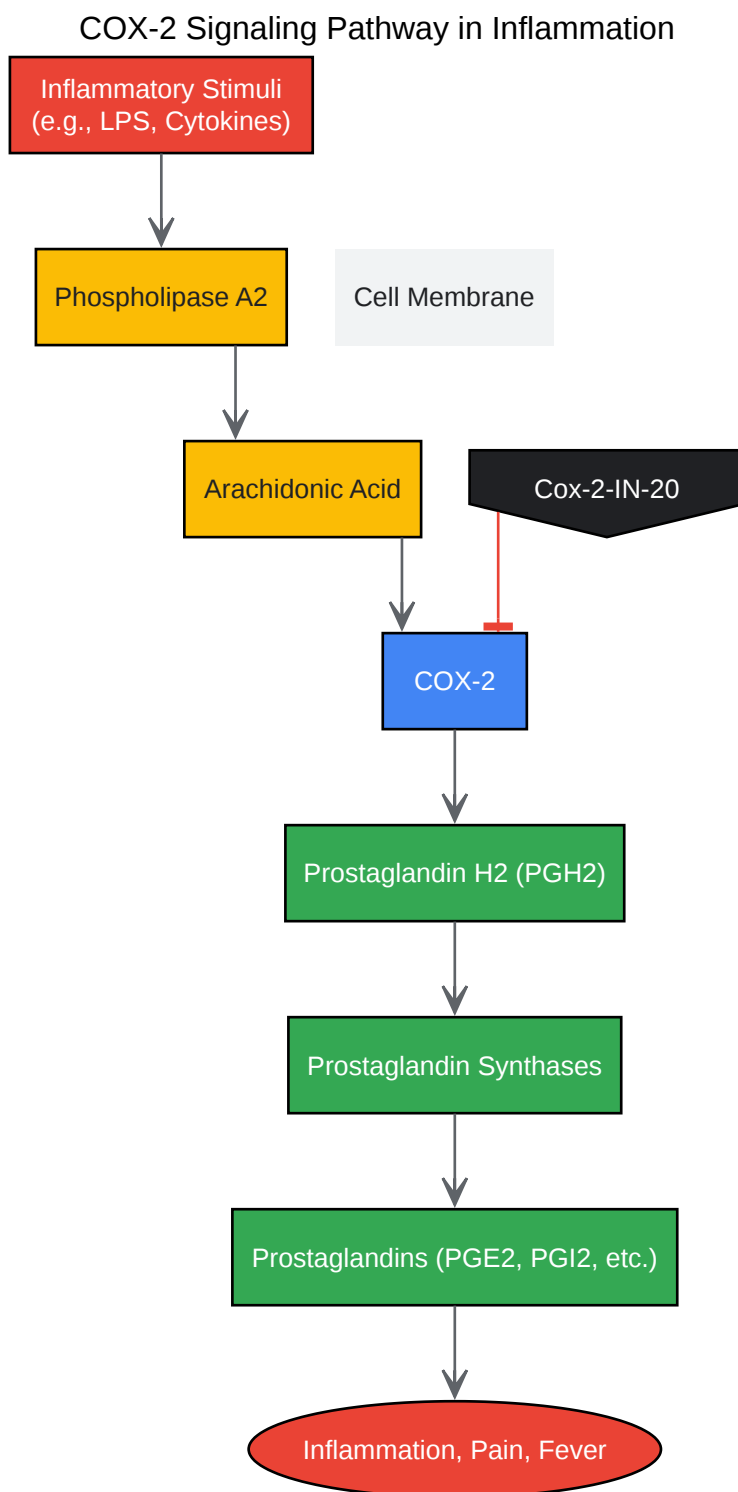 COX-2 Signaling Pathway in Inflammation
Inflammatory Stimuli
(e.g., LPS, Cytokines)
Phospholipase A2
Cell Membrane
Arachidonic Acid
Cox-2-IN-20
COX-2
Prostaglandin H2 (PGH2)
Prostaglandin Synthases
Prostaglandins (PGE2, PGI2, etc.)
Inflammation, Pain, Fever